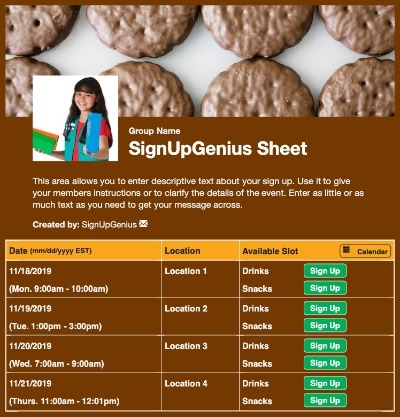 Group Name
SignUpGenius Sheet
This area allows you to enter descriptive text about your sign up. Use it to give
your members instructions or to clarify the details of the event. Enter as little or as
much text as you need to get your message across.
Created by: SignUpGenius
Date (mm/dd/yyyy EST) Location Available Slot Calendar
11/18/2019 Location 1 Drinks Sign Up
(Mon. 9:00am - 10:00am) Snacks Sign Up
11/19/2019 Location 2 Drinks Sign Up
(Tue. 1:00pm - 3:00pm) Snacks Sign Up
11/20/2019 Location 3 Drinks Sign Up
(Wed. 7:00am - 9:00am) Snacks Sign Up
11/21/2019 Location 4 Drinks Sign Up
(Thurs. 11:00am - 12:01pm) Snacks Sign Up